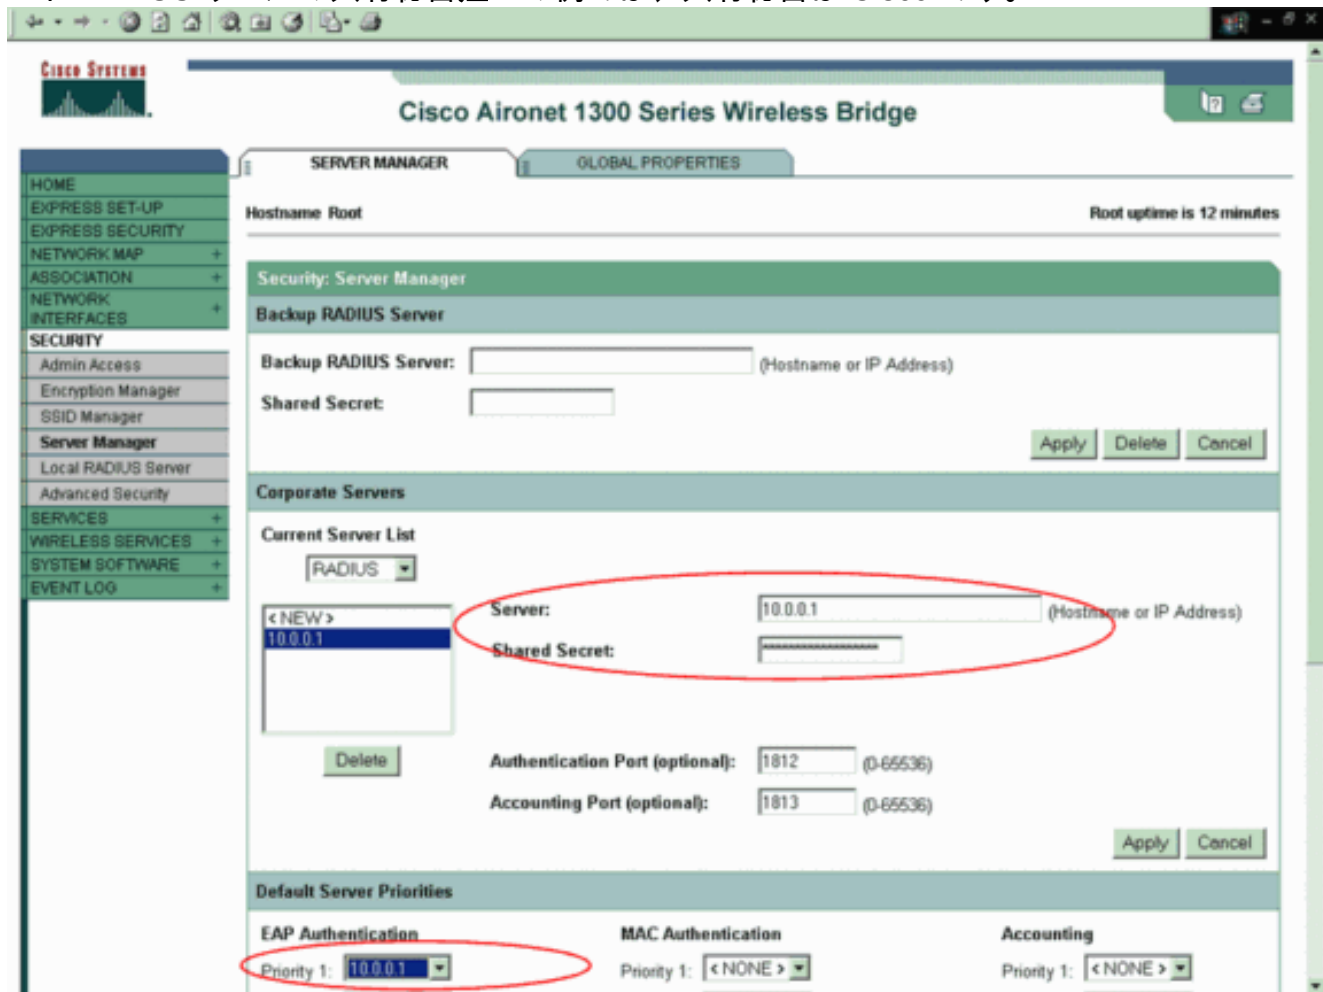 CISCO SYSTEMS
Cisco Aironet 1300 Series Wireless Bridge
SERVER MANAGER
GLOBAL PROPERTIES
HOME
EXPRESS SET-UP
EXPRESS SECURITY
NETWORK MAP +
ASSOCIATION +
NETWORK INTERFACES +
SECURITY
Admin Access
Encryption Manager
SSID Manager
Server Manager
Local RADIUS Server
Advanced Security
SERVICES +
WIRELESS SERVICES +
SYSTEM SOFTWARE +
EVENT LOG +
Hostname Root
Root uptime is 12 minutes
Security: Server Manager
Backup RADIUS Server
Backup RADIUS Server: (Hostname or IP Address)
Shared Secret:
Apply Delete Cancel
Corporate Servers
Current Server List
RADIUS
< NEW >
10.0.0.1
Delete
Server: 10.0.0.1 (Hostname or IP Address)
Shared Secret: ******************
Authentication Port (optional): 1812 (0-65536)
Accounting Port (optional): 1813 (0-65536)
Apply Cancel
Default Server Priorities
EAP Authentication
Priority 1: 10.0.0.1
MAC Authentication
Priority 1: < NONE >
Accounting
Priority 1: < NONE >